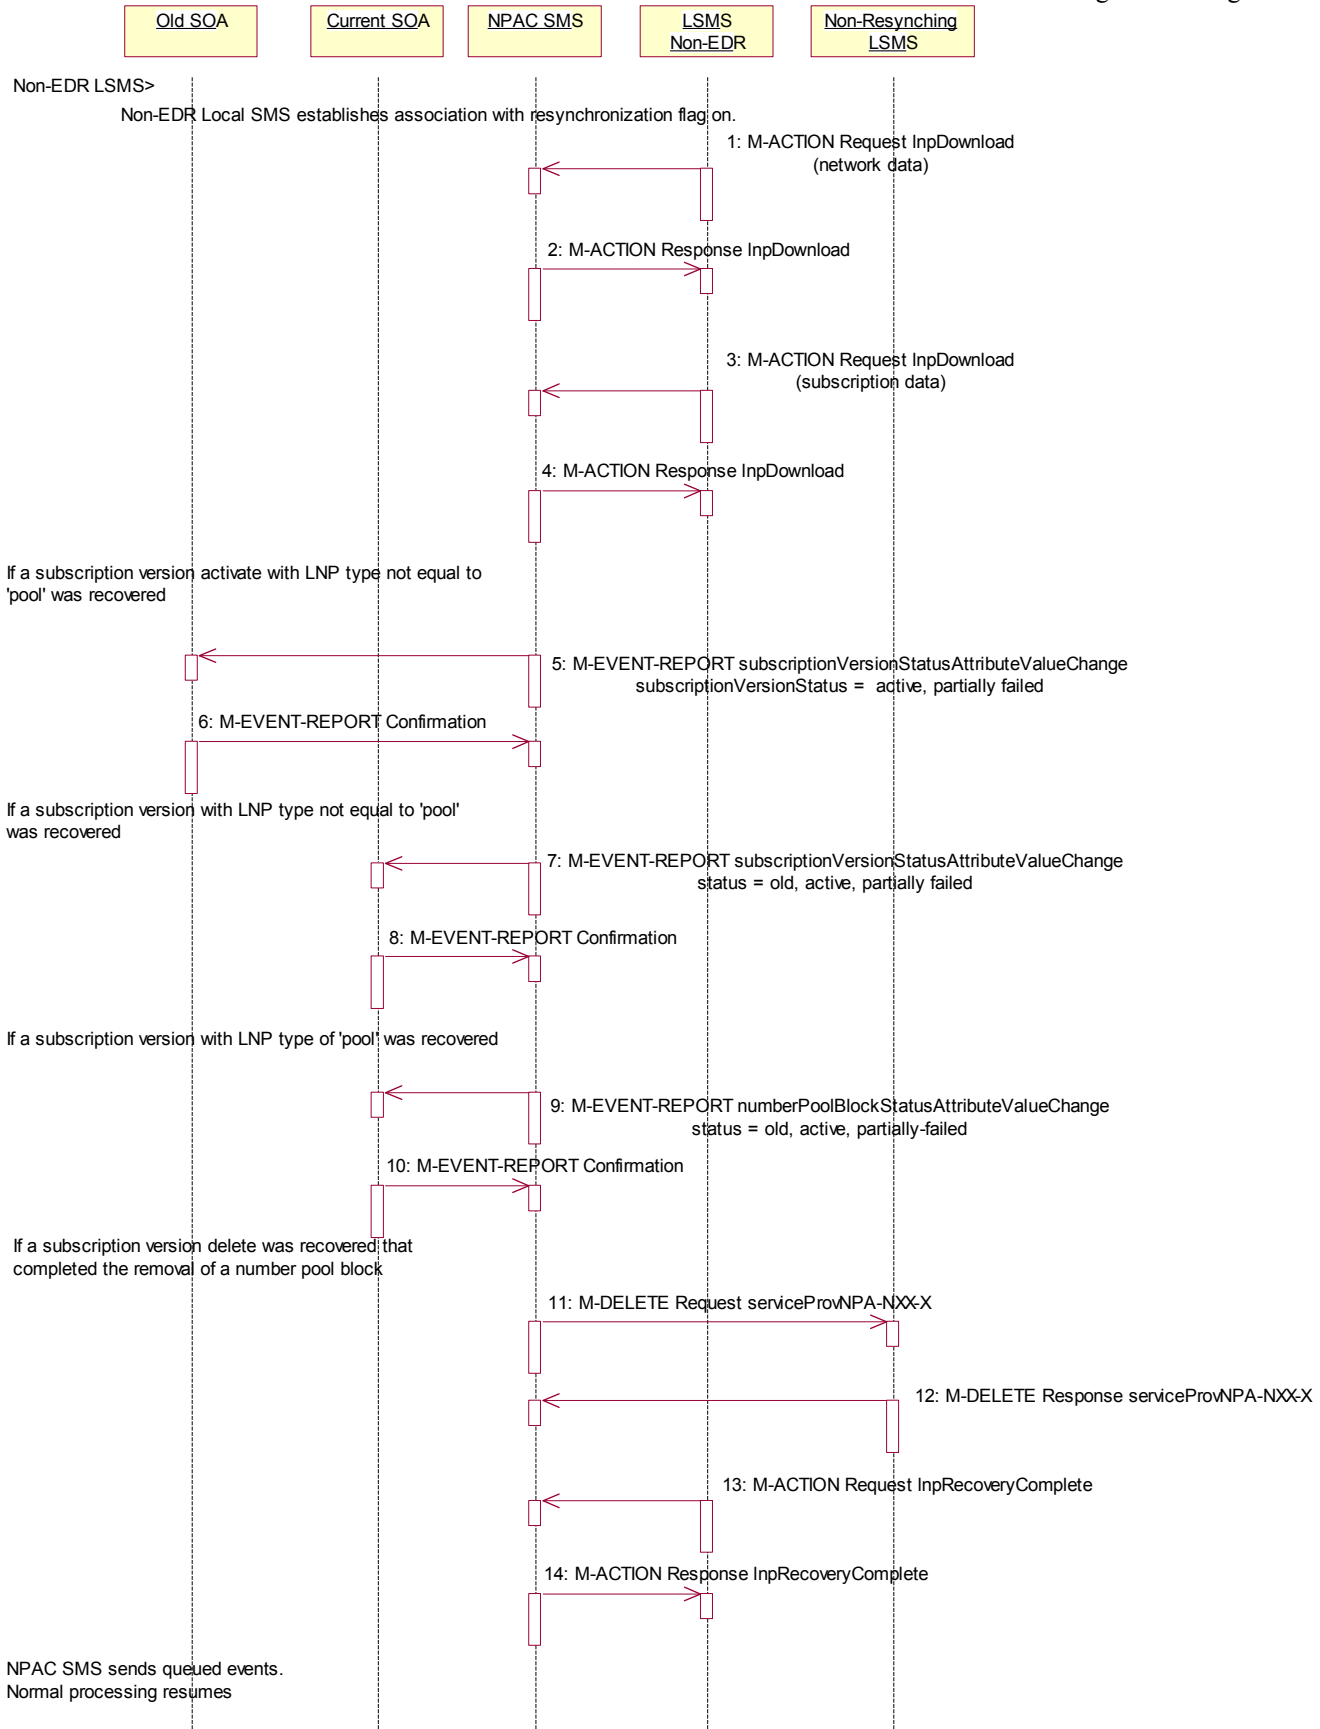 Old SOA
Current SOA
NPAC SMS
LSMS
Non-EDR
Non-Resynching
LSMS
Non-EDR LSMS>
Non-EDR Local SMS establishes association with resynchronization flag on.
1: M-ACTION Request lnpDownload
(network data)
2: M-ACTION Response lnpDownload
3: M-ACTION Request lnpDownload
(subscription data)
4: M-ACTION Response lnpDownload
If a subscription version activate with LNP type not equal to
'pool' was recovered
5: M-EVENT-REPORT subscriptionVersionStatusAttributeValueChange
subscriptionVersionStatus = active, partially failed
6: M-EVENT-REPORT Confirmation
If a subscription version with LNP type not equal to 'pool'
was recovered
7: M-EVENT-REPORT subscriptionVersionStatusAttributeValueChange
status = old, active, partially failed
8: M-EVENT-REPORT Confirmation
If a subscription version with LNP type of 'pool' was recovered
9: M-EVENT-REPORT numberPoolBlockStatusAttributeValueChange
status = old, active, partially-failed
10: M-EVENT-REPORT Confirmation
If a subscription version delete was recovered that
completed the removal of a number pool block
11: M-DELETE Request serviceProvNPA-NXX-X
12: M-DELETE Response serviceProvNPA-NXX-X
13: M-ACTION Request lnpRecoveryComplete
14: M-ACTION Response lnpRecoveryComplete
NPAC SMS sends queued events.
Normal processing resumes